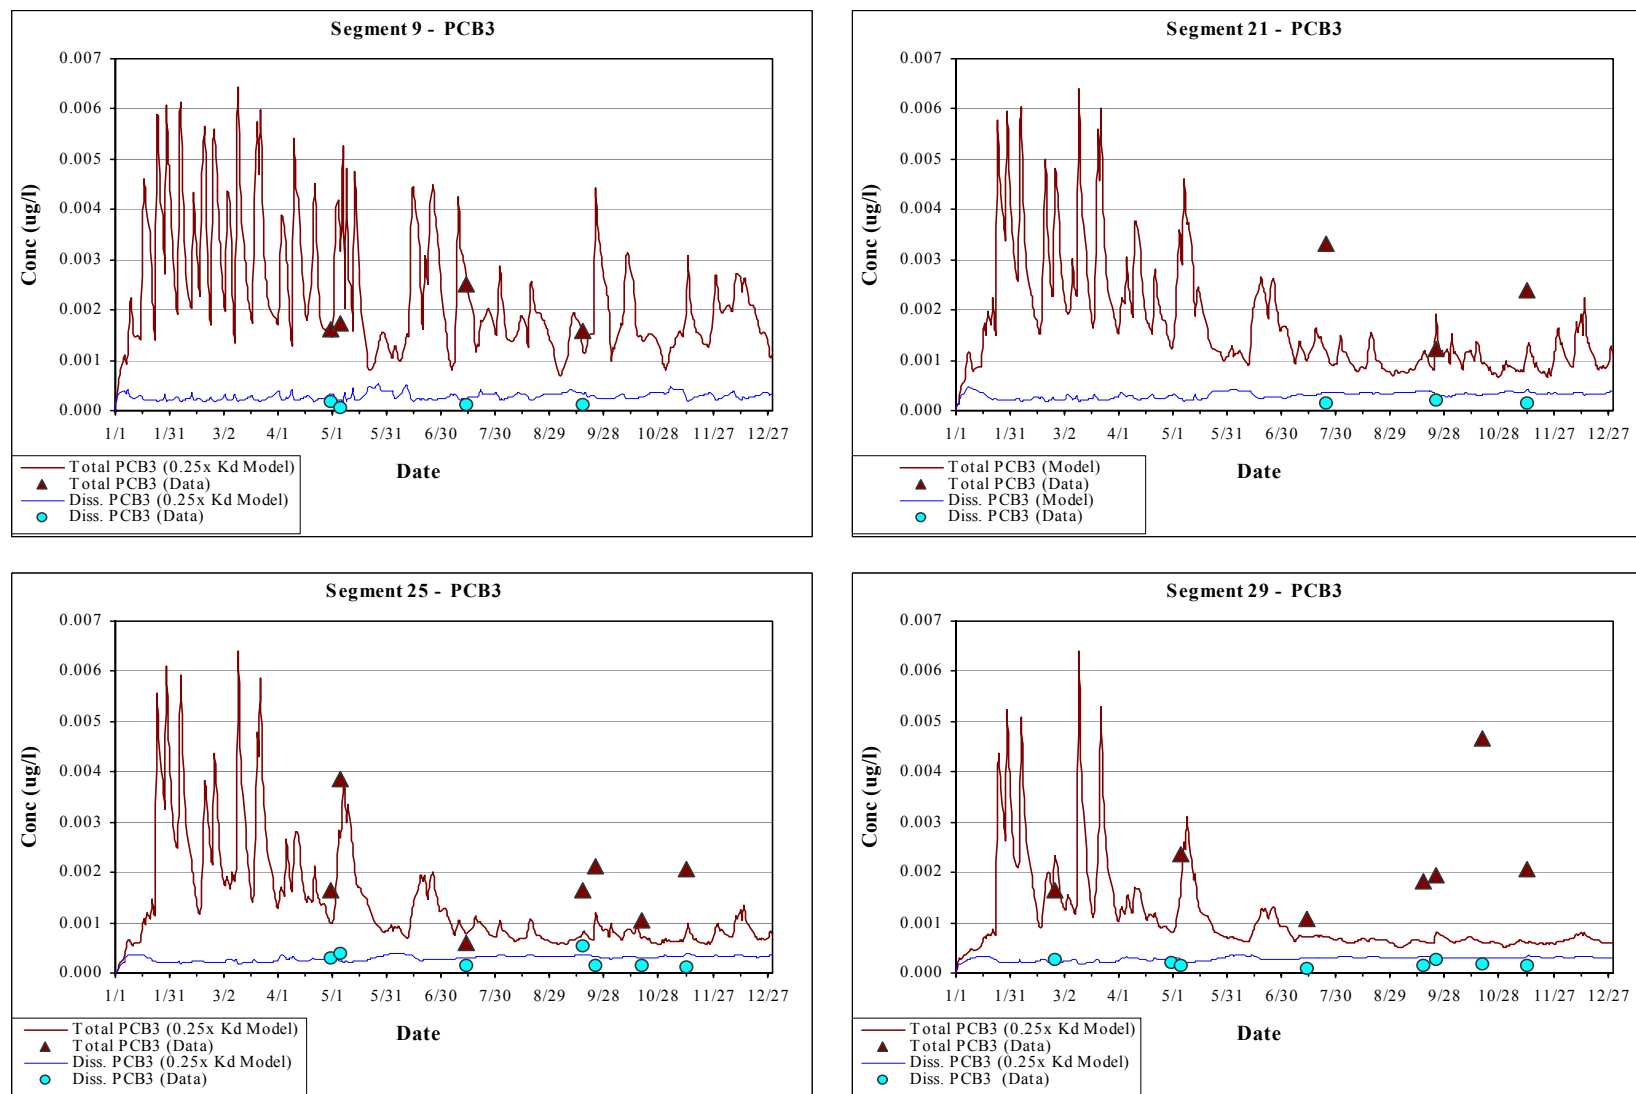 Segment 9 - PCB3
0.007
0.006
0.005
0.004
0.003
0.002
0.001
0.000
Conc (ug/l)
1/1 1/31 3/2 4/1 5/1 5/31 6/30 7/30 8/29 9/28 10/28 11/27 12/27
Date
Total PCB3 (0.25x Kd Model)
Total PCB3 (Data)
Diss. PCB3 (0.25x Kd Model)
Diss. PCB3 (Data)
Segment 21 - PCB3
0.007
0.006
0.005
0.004
0.003
0.002
0.001
0.000
Conc (ug/l)
1/1 1/31 3/2 4/1 5/1 5/31 6/30 7/30 8/29 9/28 10/28 11/27 12/27
Date
Total PCB3 (Model)
Total PCB3 (Data)
Diss. PCB3 (Model)
Diss. PCB3 (Data)
Segment 25 - PCB3
0.007
0.006
0.005
0.004
0.003
0.002
0.001
0.000
Conc (ug/l)
1/1 1/31 3/2 4/1 5/1 5/31 6/30 7/30 8/29 9/28 10/28 11/27 12/27
Date
Total PCB3 (0.25x Kd Model)
Total PCB3 (Data)
Diss. PCB3 (0.25x Kd Model)
Diss. PCB3 (Data)
Segment 29 - PCB3
0.007
0.006
0.005
0.004
0.003
0.002
0.001
0.000
Conc (ug/l)
1/1 1/31 3/2 4/1 5/1 5/31 6/30 7/30 8/29 9/28 10/28 11/27 12/27
Date
Total PCB3 (0.25x Kd Model)
Total PCB3 (Data)
Diss. PCB3 (0.25x Kd Model)
Diss. PCB3 (Data)